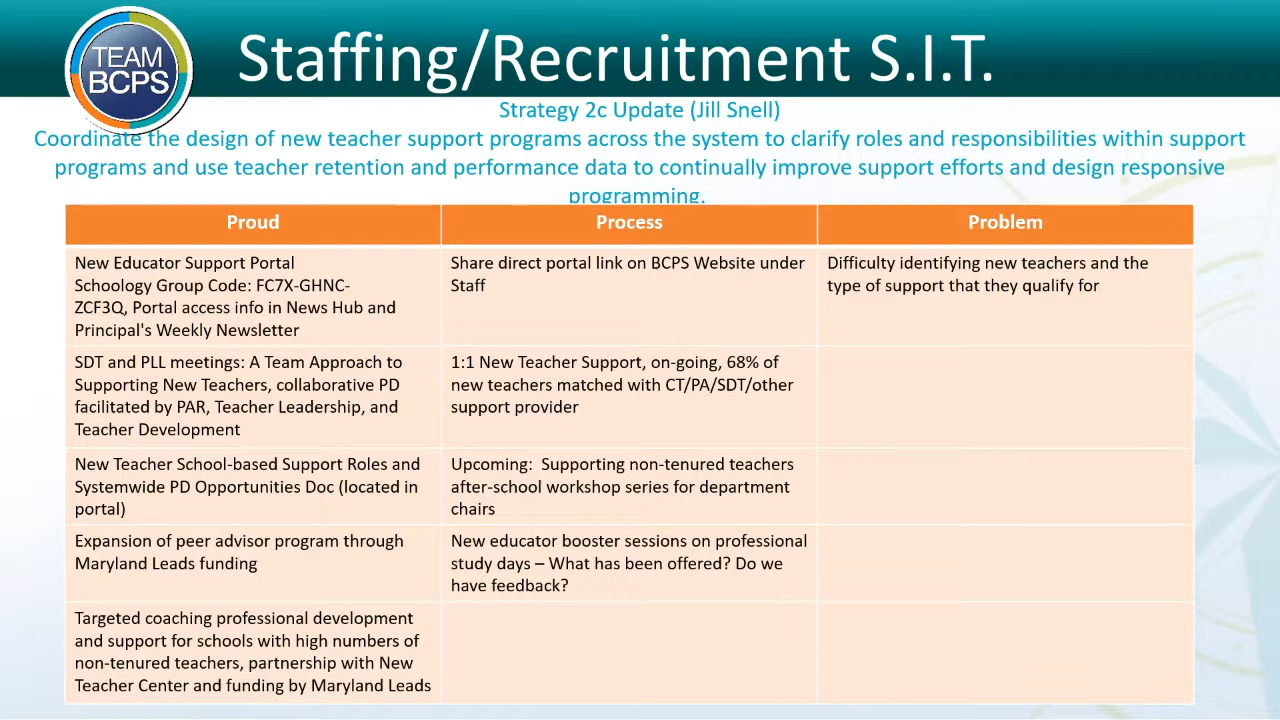 TEAM
BCPS
Staffing/Recruitment S.I.T.
Strategy 2c Update (Jill Snell)
Coordinate the design of new teacher support programs across the system to clarify roles and responsibilities within support
programs and use teacher retention and performance data to continually improve support efforts and design responsive
programming.
Proud
Process
Problem
New Educator Support Portal
Schoology Group Code: FC7X-GHNC-
ZCF3Q, Portal access info in News Hub and
Principal's Weekly Newsletter
Share direct portal link on BCPS Website under
Staff
Difficulty identifying new teachers and the
type of support that they qualify for
SDT and PLL meetings: A Team Approach to
Supporting New Teachers, collaborative PD
facilitated by PAR, Teacher Leadership, and
Teacher Development
1:1 New Teacher Support, on-going, 68% of
new teachers matched with CT/PA/SDT/other
support provider
New Teacher School-based Support Roles and
Systemwide PD Opportunities Doc (located in
portal)
Upcoming:  Supporting non-tenured teachers
after-school workshop series for department
chairs
Expansion of peer advisor program through
Maryland Leads funding
New educator booster sessions on professional
study days – What has been offered? Do we
have feedback?
Targeted coaching professional development
and support for schools with high numbers of
non-tenured teachers, partnership with New
Teacher Center and funding by Maryland Leads